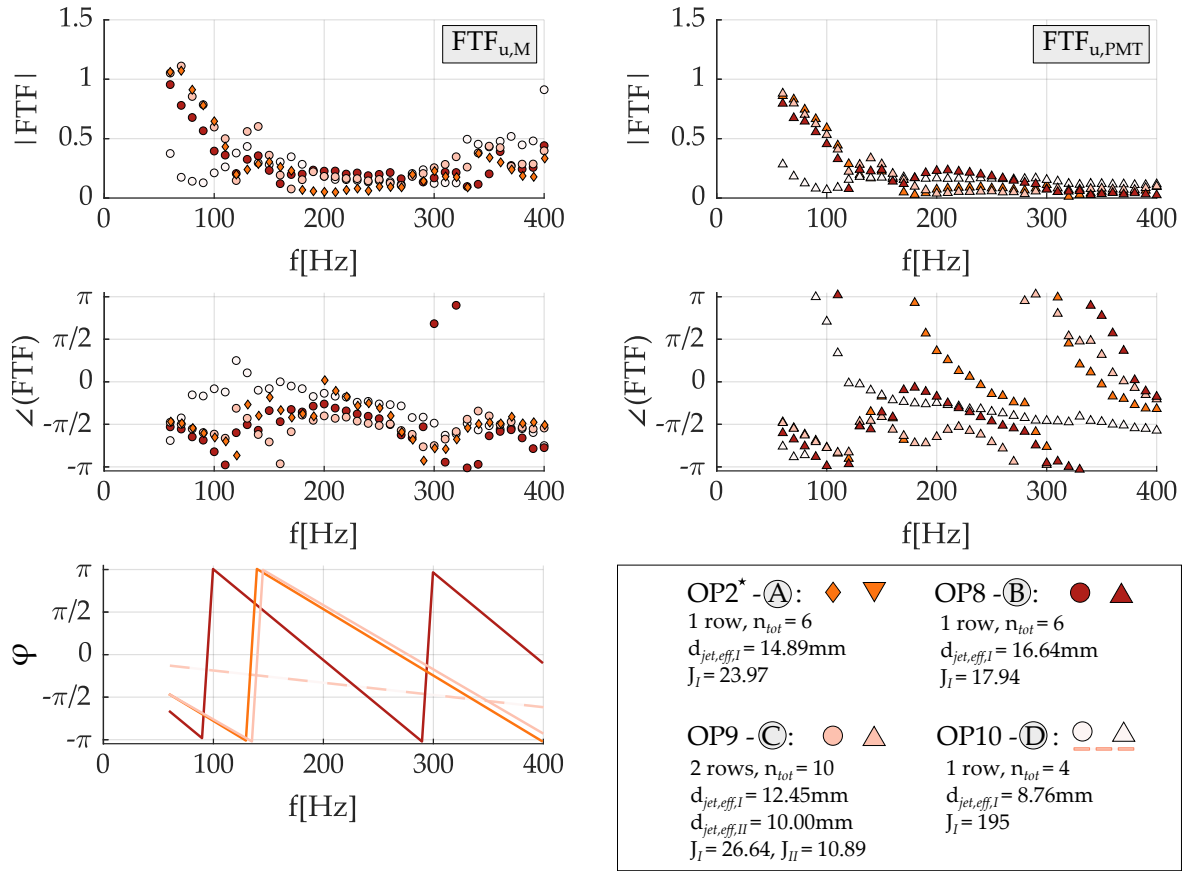 1.5
1
0.5
0
|FTF|
FTF_u,M
100 200 300 400
f[Hz]
1.5
1
0.5
0
|FTF|
FTF_u,PMT
0 100 200 300 400
f[Hz]
π
π/2
0
-π/2
-π
∠(FTF)
0 100 200 300 400
f[Hz]
π
π/2
0
-π/2
-π
∠(FTF)
0 100 200 300 400
f[Hz]
π
π/2
0
-π/2
-π
φ
0 100 200 300 400
f[Hz]
OP2* - A :
1 row, n_tot = 6
d_jet,eff,I = 14.89mm
J_I = 23.97
OP8 - B :
1 row, n_tot = 6
d_jet,eff,I = 16.64mm
J_I = 17.94
OP9 - C :
2 rows, n_tot = 10
d_jet,eff,I = 12.45mm
d_jet,eff,II = 10.00mm
J_I = 26.64, J_II = 10.89
OP10 - D :
1 row, n_tot = 4
d_jet,eff,I = 8.76mm
J_I = 195